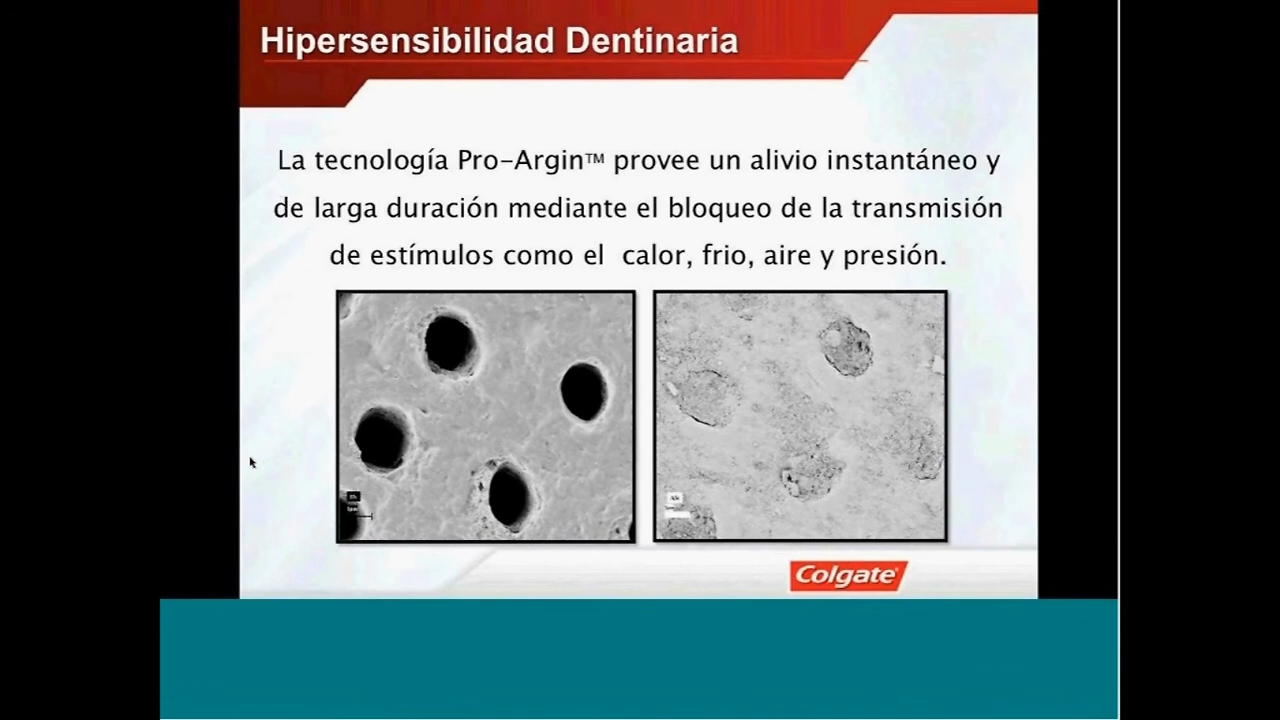 Hipersensibilidad Dentinaria
La tecnología Pro-Argin™ provee un alivio instantáneo y
de larga duración mediante el bloqueo de la transmisión
de estímulos como el calor, frio, aire y presión.
Colgate®